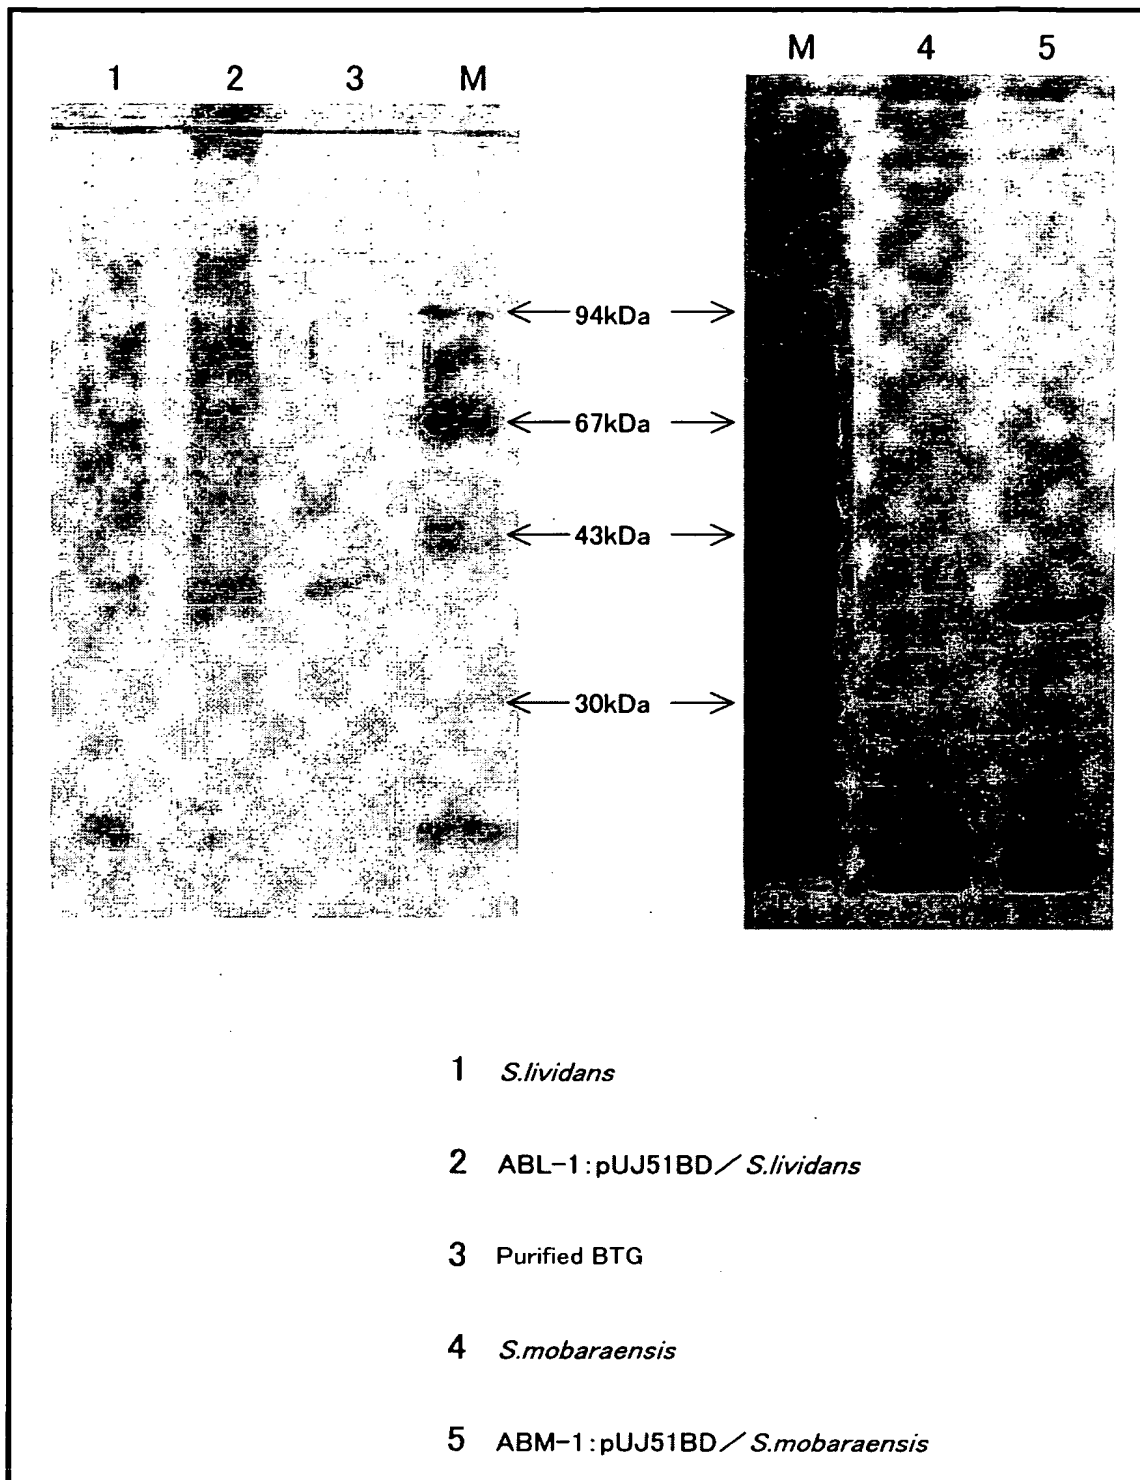 1 2 3 M
M 4 5
94kDa
67kDa
43kDa
30kDa
1 S.lividans
2 ABL-1:pUJ51BD／S.lividans
3 Purified BTG
4 S.mobaraensis
5 ABM-1:pUJ51BD／S.mobaraensis